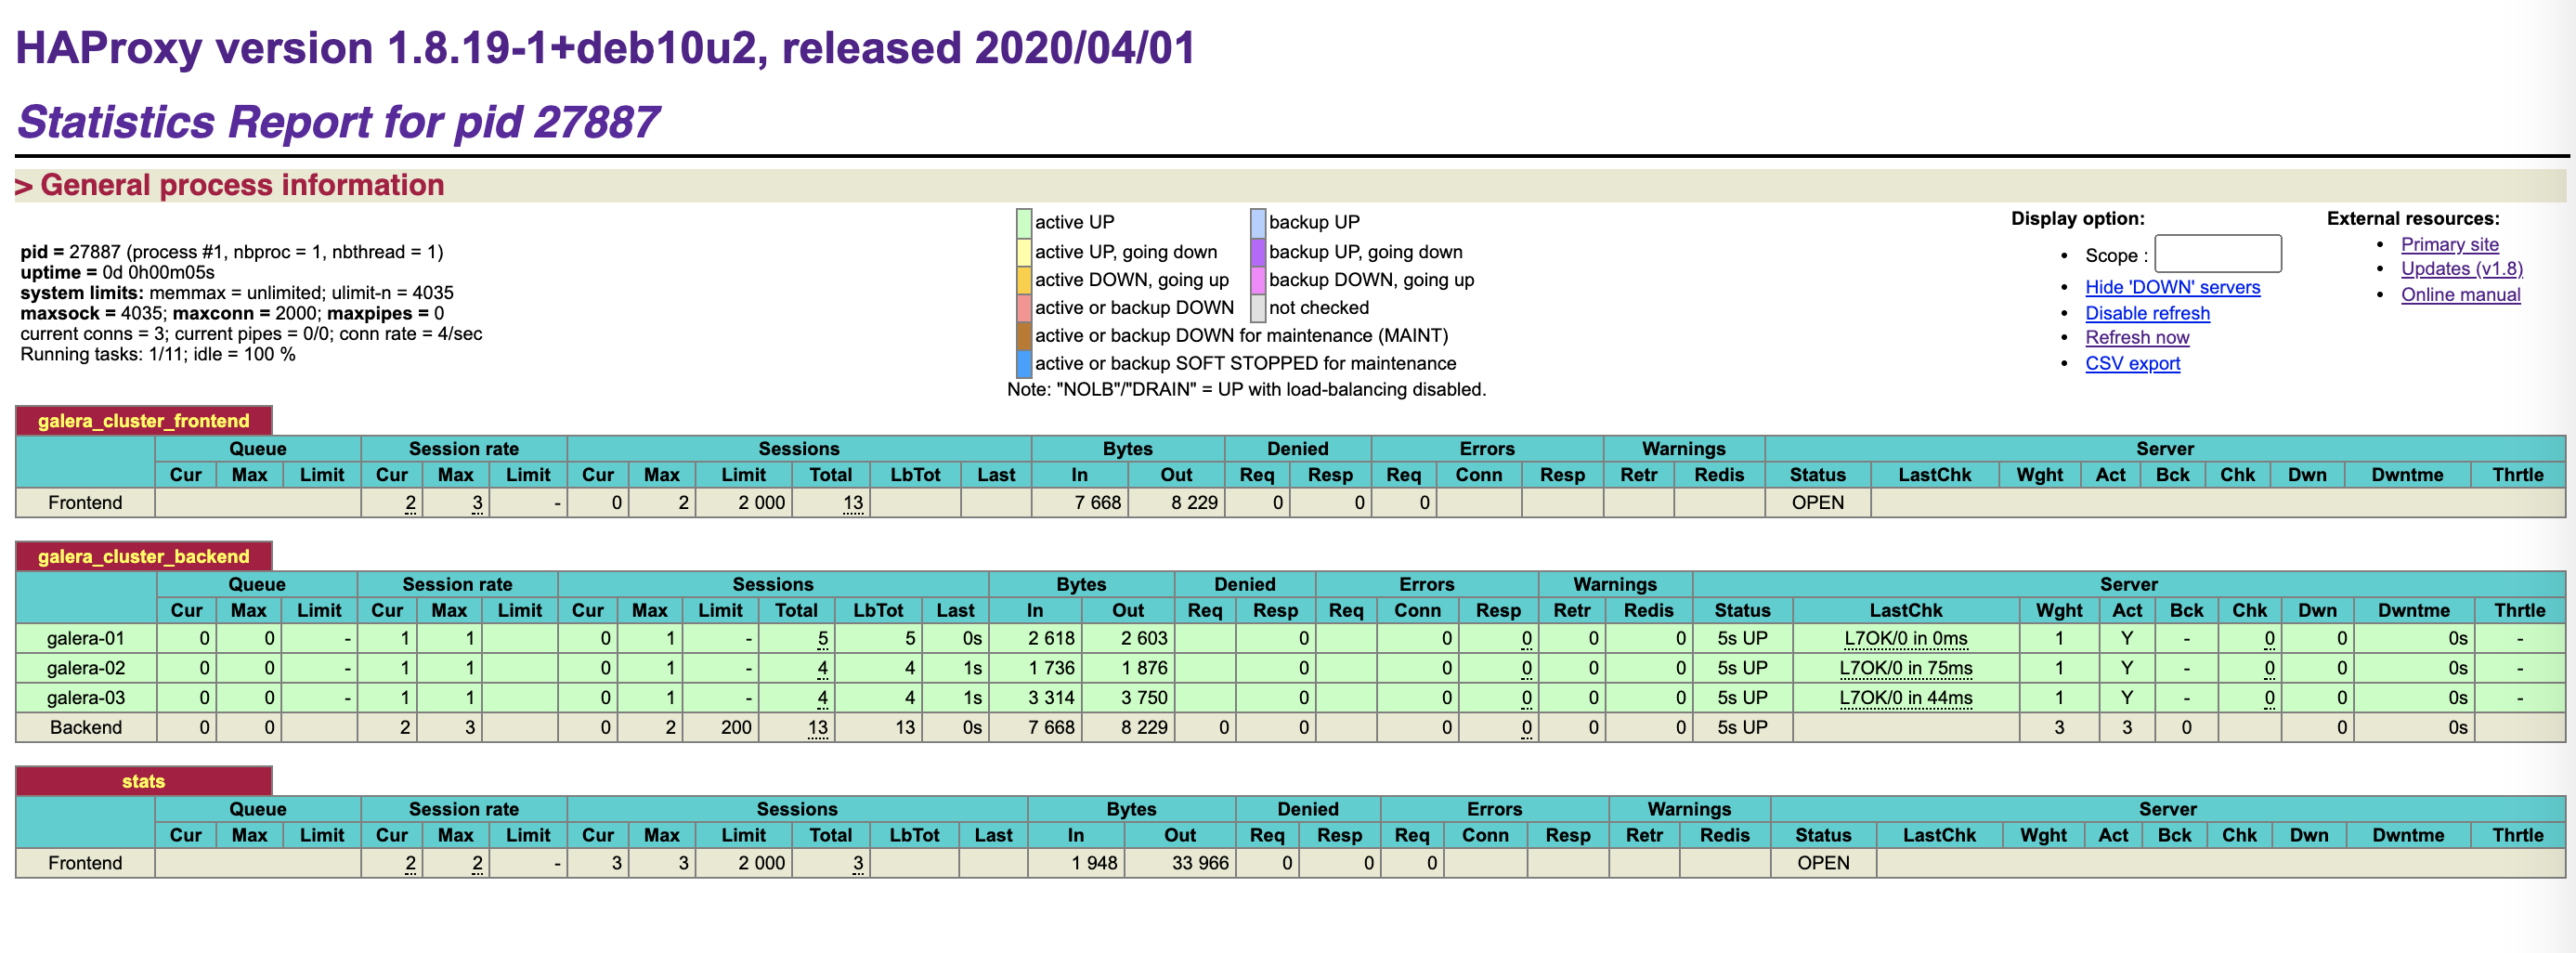 HAProxy version 1.8.19-1+deb10u2, released 2020/04/01
Statistics Report for pid 27887
> General process information
pid = 27887 (process #1, nbproc = 1, nbthread = 1)
uptime = 0d 0h00m05s
system limits: memmax = unlimited; ulimit-n = 4035
maxsock = 4035; maxconn = 2000; maxpipes = 0
current conns = 3; current pipes = 0/0; conn rate = 4/sec
Running tasks: 1/11; idle = 100 %
active UP backup UP
active UP, going down backup UP, going down
active DOWN, going up backup DOWN, going up
active or backup DOWN not checked
active or backup DOWN for maintenance (MAINT)
active or backup SOFT STOPPED for maintenance
Note: "NOLB"/"DRAIN" = UP with load-balancing disabled.
Display option:
• Scope :
• Hide 'DOWN' servers
• Disable refresh
• Refresh now
• CSV export
External resources:
• Primary site
• Updates (v1.8)
• Online manual
galera_cluster_frontend
Queue Session rate Sessions Bytes Denied Errors Warnings Server
Cur Max Limit Cur Max Limit Cur Max Limit Total LbTot Last In Out Req Resp Req Conn Resp Retr Redis Status LastChk Wght Act Bck Chk Dwn Dwntme Thrtle
Frontend 2 3 - 0 2 2 000 13 7 668 8 229 0 0 0 OPEN
galera_cluster_backend
Queue Session rate Sessions Bytes Denied Errors Warnings Server
Cur Max Limit Cur Max Limit Cur Max Limit Total LbTot Last In Out Req Resp Req Conn Resp Retr Redis Status LastChk Wght Act Bck Chk Dwn Dwntme Thrtle
galera-01 0 0 - 1 1 0 1 - 5 5 0s 2 618 2 603 0 0 0 0 0 5s UP L7OK/0 in 0ms 1 Y - 0 0 0s -
galera-02 0 0 - 1 1 0 1 - 4 4 1s 1 736 1 876 0 0 0 0 0 5s UP L7OK/0 in 75ms 1 Y - 0 0 0s -
galera-03 0 0 - 1 1 0 1 - 4 4 1s 3 314 3 750 0 0 0 0 0 5s UP L7OK/0 in 44ms 1 Y - 0 0 0s -
Backend 0 0 2 3 0 2 200 13 13 0s 7 668 8 229 0 0 0 0 0 0 5s UP 3 3 0 0 0s
stats
Queue Session rate Sessions Bytes Denied Errors Warnings Server
Cur Max Limit Cur Max Limit Cur Max Limit Total LbTot Last In Out Req Resp Req Conn Resp Retr Redis Status LastChk Wght Act Bck Chk Dwn Dwntme Thrtle
Frontend 2 2 - 3 3 2 000 3 1 948 33 966 0 0 0 OPEN